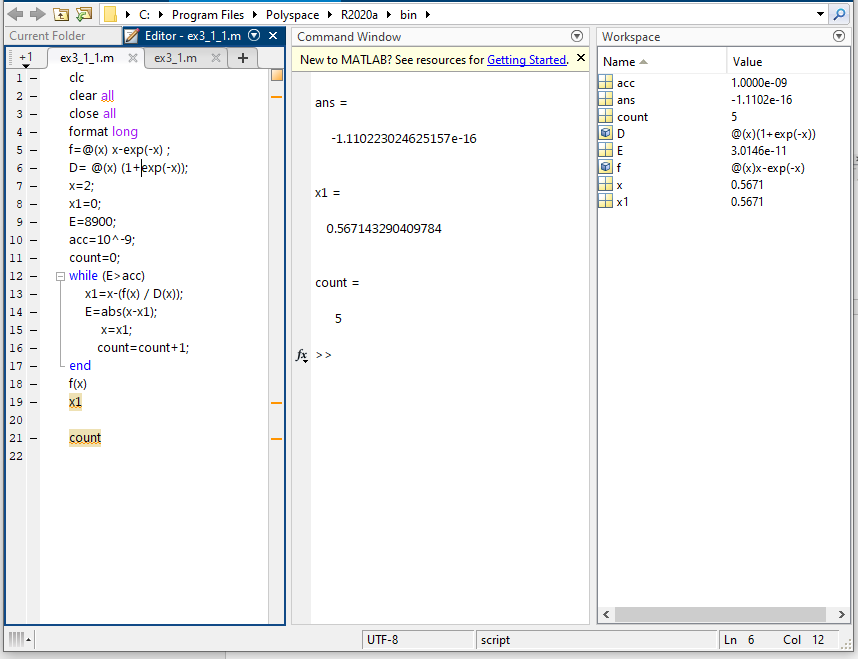 C: Program Files Polyspace R2020a bin
Current Folder
Editor - ex3_1_1.m
+1 ex3_1_1.m ex3_1.m +
1 – clc
2 – clear all
3 – close all
4 – format long
5 – f=@(x) x-exp(-x) ;
6 – D= @(x) (1+exp(-x));
7 – x=2;
8 – x1=0;
9 – E=8900;
10 – acc=10^-9;
11 – count=0;
12 – while (E>acc)
13 – x1=x-(f(x) / D(x));
14 – E=abs(x-x1);
15 – x=x1;
16 – count=count+1;
17 – end
18 – f(x)
19 – x1
20
21 – count
22
Command Window
New to MATLAB? See resources for Getting Started.
ans =
-1.110223024625157e-16
x1 =
0.567143290409784
count =
5
fx >>
Workspace
Name Value
acc 1.0000e-09
ans -1.1102e-16
count 5
D @(x)(1+exp(-x))
E 3.0146e-11
f @(x)x-exp(-x)
x 0.5671
x1 0.5671
UTF-8 script Ln 6 Col 12